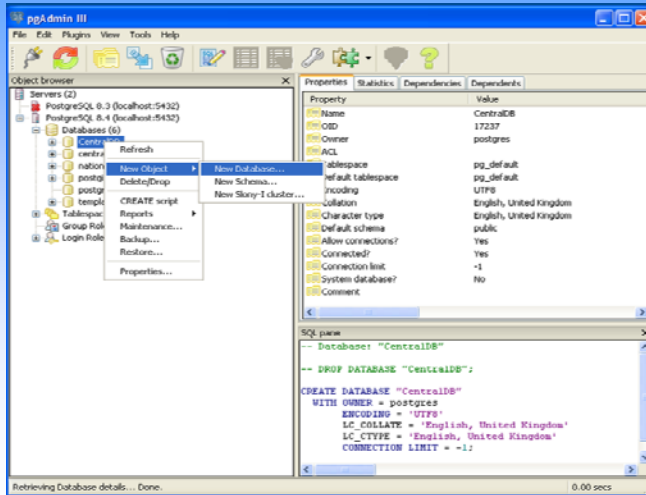 pgAdmin III
File Edit Plugins View Tools Help
Object browser
Servers (2)
PostgreSQL 8.3 (localhost:5432)
PostgreSQL 8.4 (localhost:5432)
Databases (6)
CentralDB
centra
nation
postgi
postgr
templa
Tablespac
Group Rol
Login Role
Refresh
New Object
Delete/Drop
CREATE script
Reports
Maintenance...
Backup...
Restore...
Properties...
New Database...
New Schema...
New Slony-I cluster...
Properties Statistics Dependencies Dependents
Property Value
Name CentralDB
OID 17237
Owner postgres
ACL
Tablespace pg_default
Default tablespace pg_default
Encoding UTF8
Collation English, United Kingdom
Character type English, United Kingdom
Default schema public
Allow connections? Yes
Connected? Yes
Connection limit -1
System database? No
Comment
SQL pane
-- Database: "CentralDB"
-- DROP DATABASE "CentralDB";
CREATE DATABASE "CentralDB"
WITH OWNER = postgres
ENCODING = 'UTF8'
LC_COLLATE = 'English, United Kingdom'
LC_CTYPE = 'English, United Kingdom'
CONNECTION LIMIT = -1;
Retrieving Database details... Done. 0.00 secs